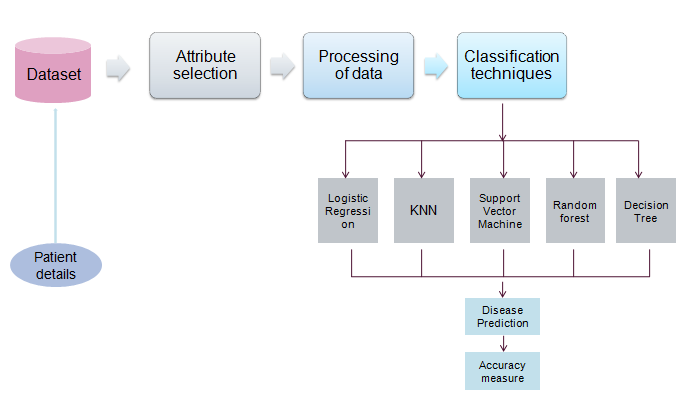 Dataset
Attribute
selection
Processing
of data
Classification
techniques
Logistic
Regressi
on
KNN
Support
Vector
Machine
Random
forest
Decision
Tree
Patient
details
Disease
Prediction
Accuracy
measure